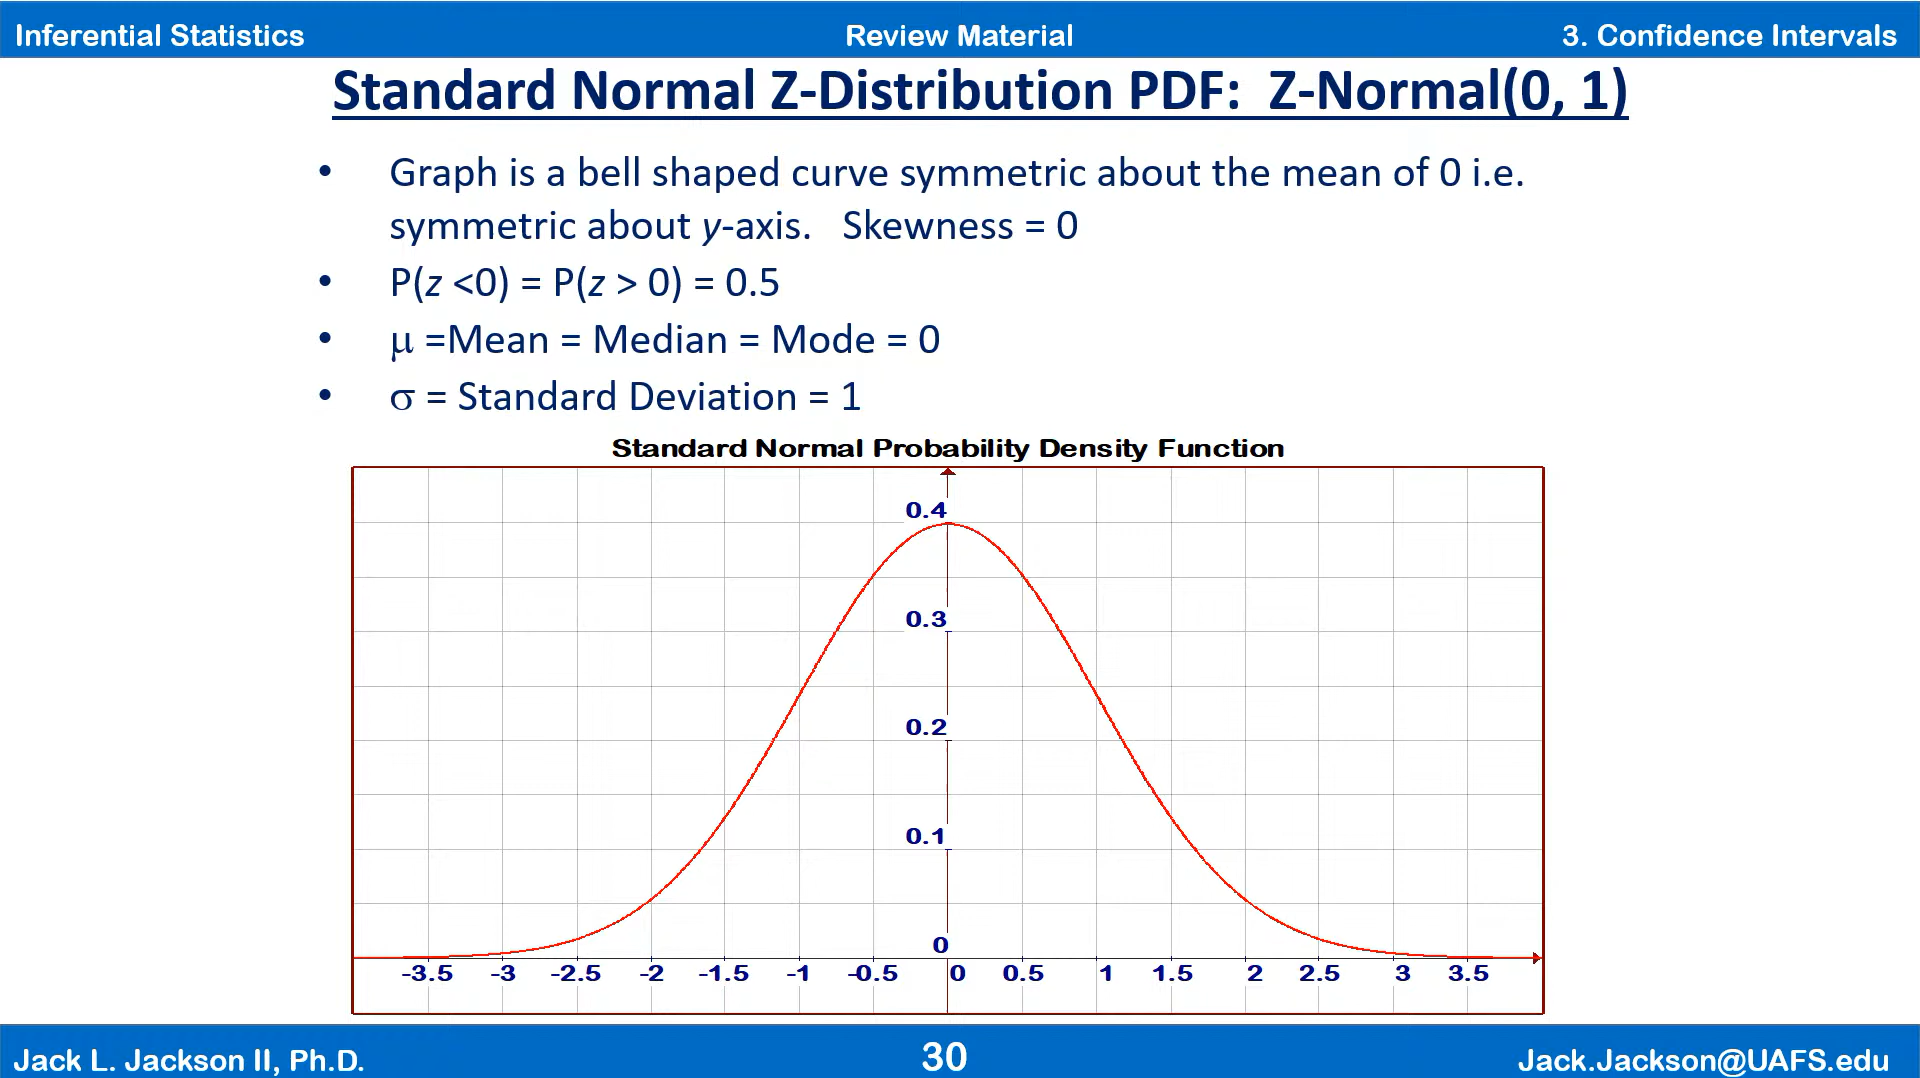 Inferential Statistics Review Material 3. Confidence Intervals
Standard Normal Z-Distribution PDF: Z-Normal(0, 1)
• Graph is a bell shaped curve symmetric about the mean of 0 i.e.
symmetric about y-axis. Skewness = 0
• P(z <0) = P(z > 0) = 0.5
• μ =Mean = Median = Mode = 0
• σ = Standard Deviation = 1
Standard Normal Probability Density Function
0.4
0.3
0.2
0.1
0
-3.5 -3 -2.5 -2 -1.5 -1 -0.5 0 0.5 1 1.5 2 2.5 3 3.5
Jack L. Jackson II, Ph.D. 30 Jack.Jackson@UAFS.edu